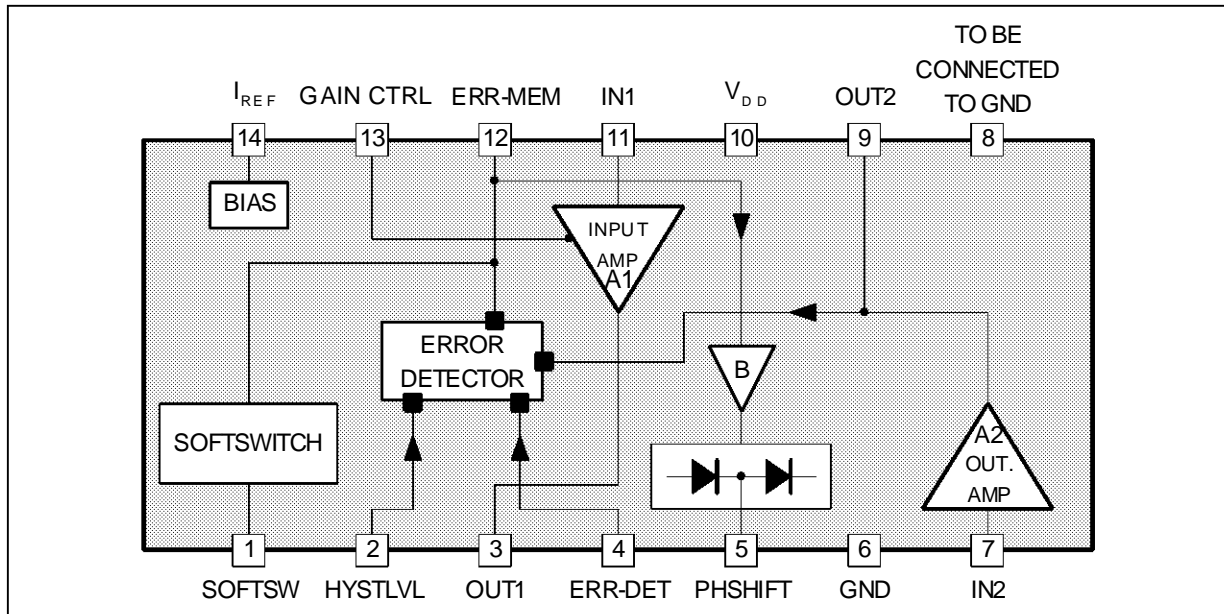 TO BE
CONNECTED
TO GND
IREF GAIN CTRL ERR-MEM IN1 VDD OUT2
14 13 12 11 10 9 8
BIAS
INPUT
AMP
A1
ERROR
DETECTOR
B
SOFTSWITCH
A2
OUT.
AMP
1 2 3 4 5 6 7
SOFTSW HYSTLVL OUT1 ERR-DET PHSHIFT GND IN2